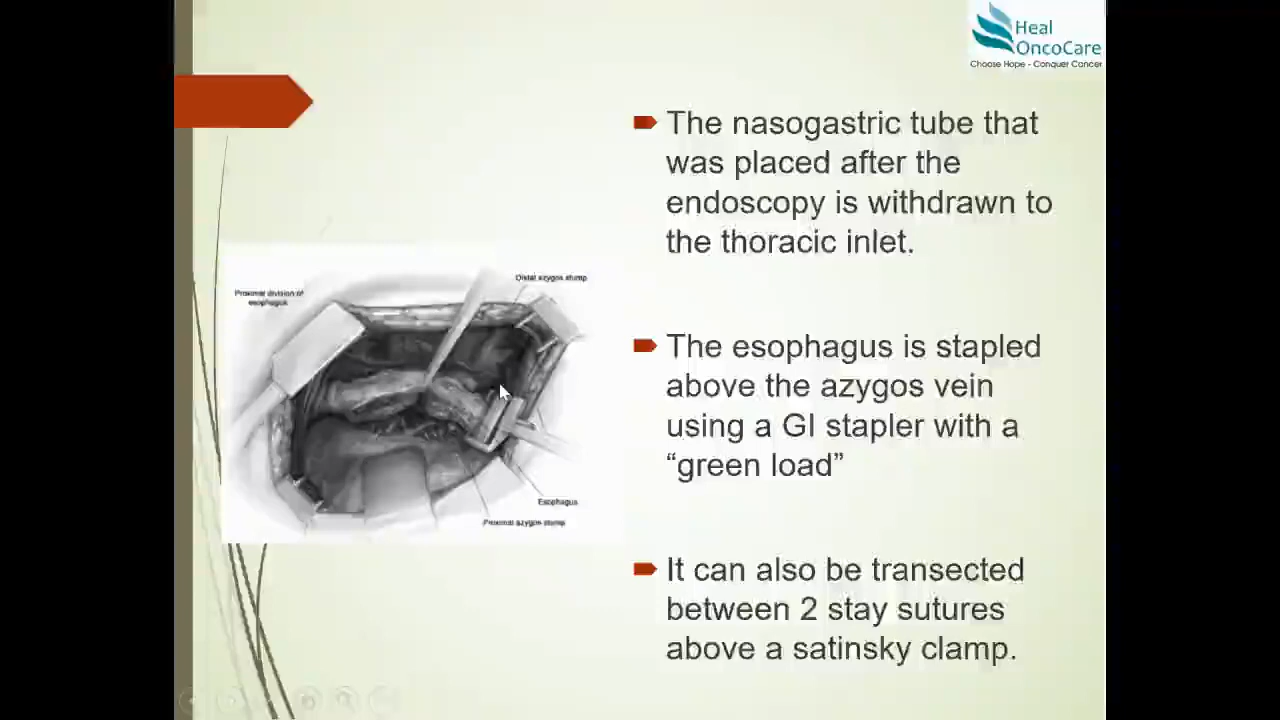 Heal
OncoCare
Choose Hope - Conquer Cancer
The nasogastric tube that
was placed after the
endoscopy is withdrawn to
the thoracic inlet.
The esophagus is stapled
above the azygos vein
using a GI stapler with a
“green load”
It can also be transected
between 2 stay sutures
above a satinsky clamp.
Proximal division of
esophagus
Distal azygos stump
Esophagus
Proximal azygos stump